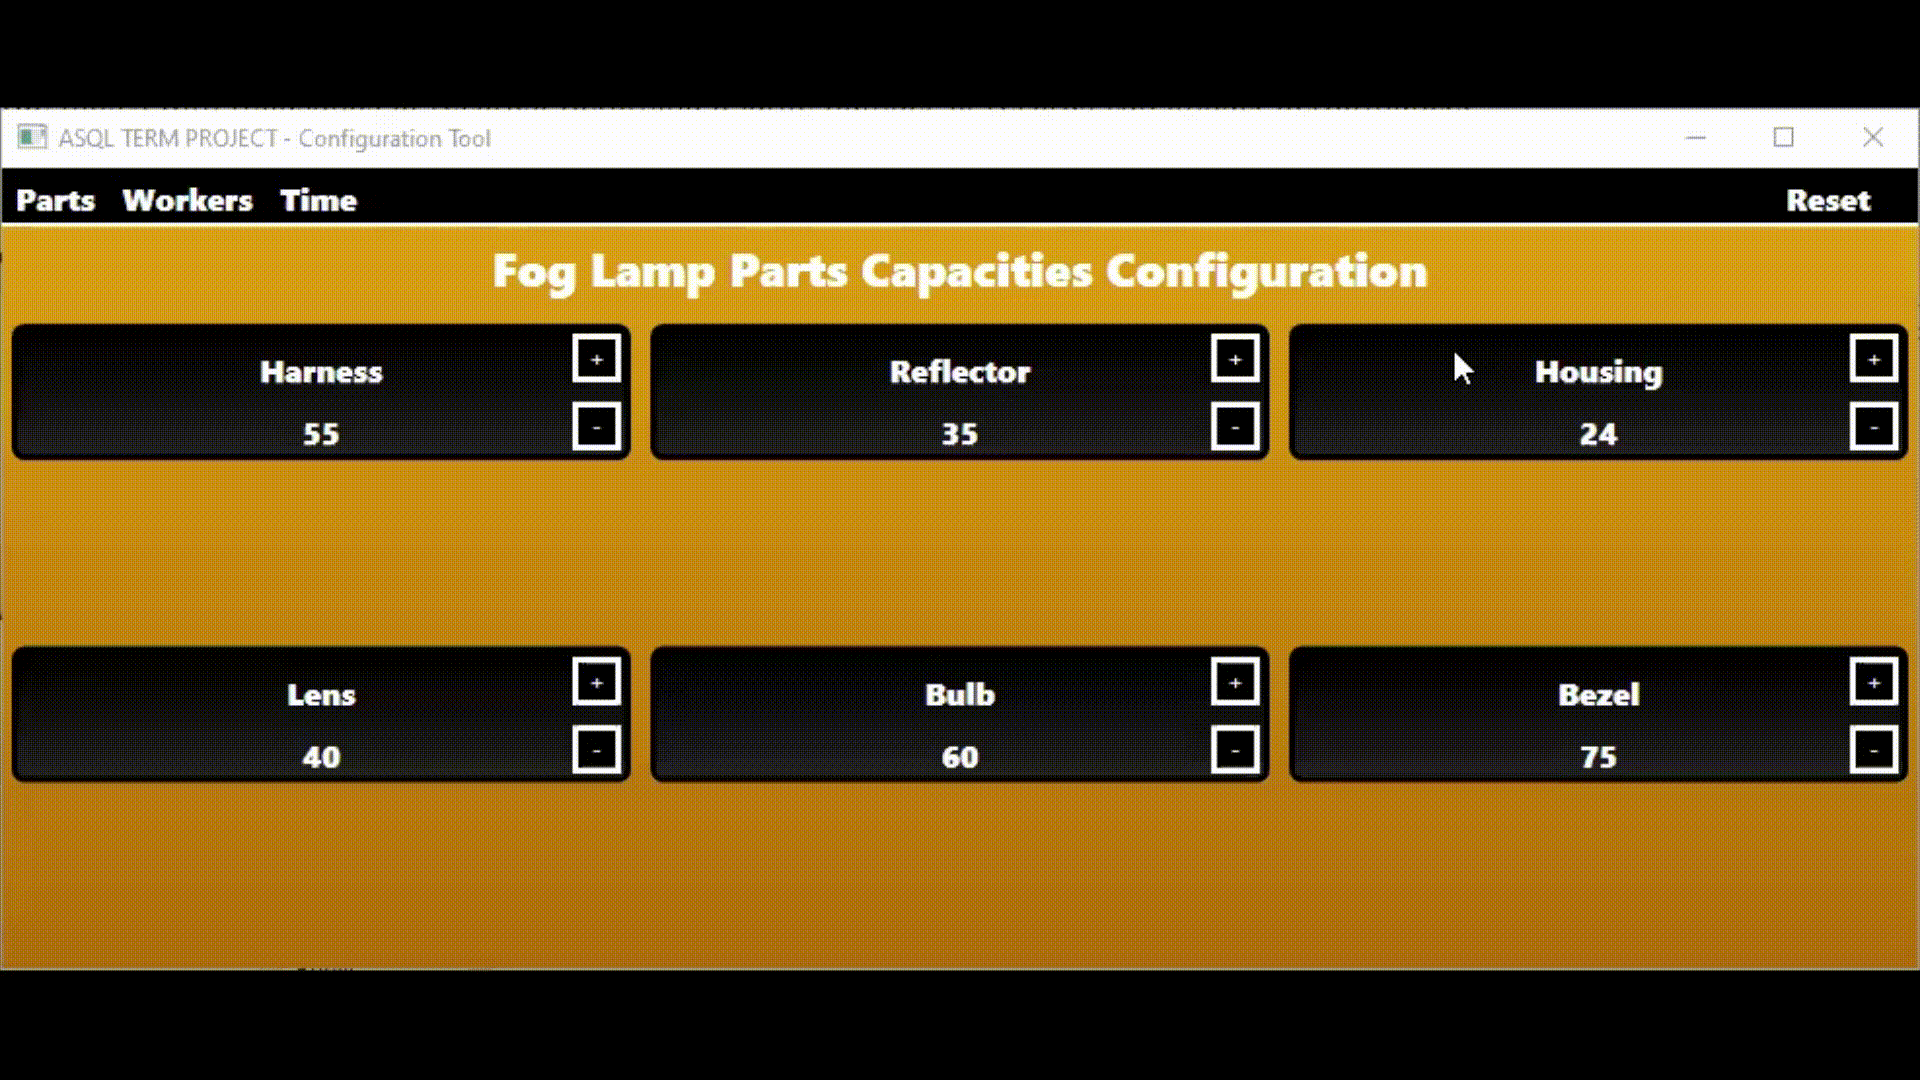 ASQL TERM PROJECT - Configuration Tool
Parts Workers Time Reset
Fog Lamp Parts Capacities Configuration
Harness + Reflector + Housing +
55 - 35 - 24 -
Lens + Bulb + Bezel +
40 - 60 - 75 -